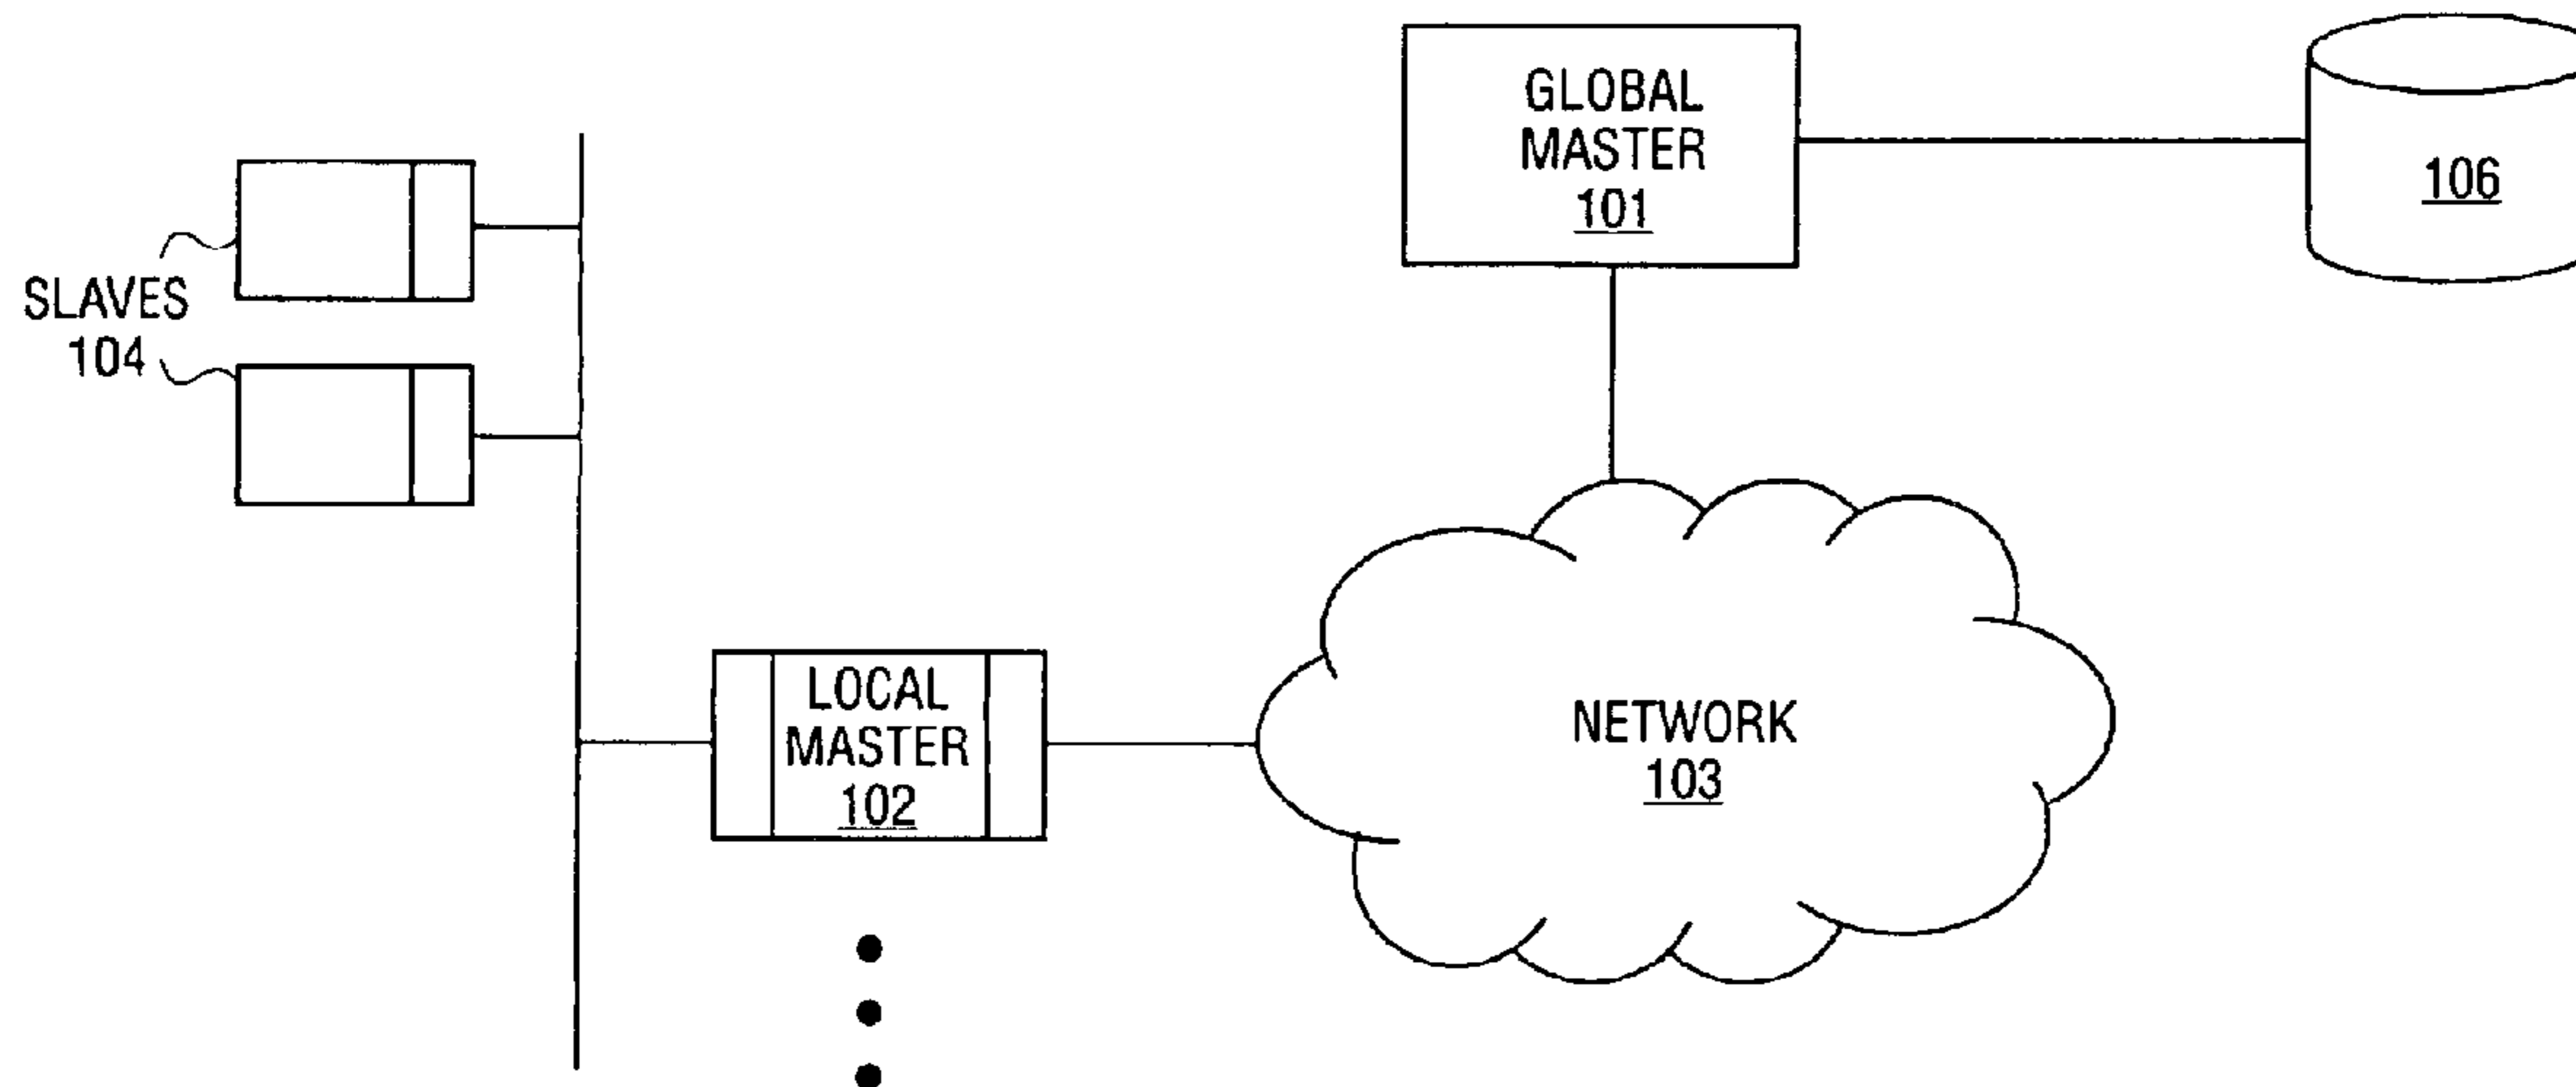 GLOBAL
MASTER
101
106
SLAVES
104
LOCAL
MASTER
102
NETWORK
103